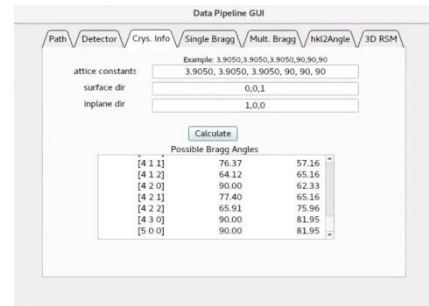 Data Pipeline GUI
Path Detector Crys. Info Single Bragg Mult. Bragg hkl2Angle 3D RSM
Example: 3.9050,3.9050,3.9050,90,90,90
attice constants 3.9050, 3.9050, 3.9050, 90, 90, 90
surface dir 0,0,1
inplane dir 1,0,0
Calculate
Possible Bragg Angles
[4 1 1] 76.37 57.16
[4 1 2] 64.12 65.16
[4 2 0] 90.00 62.33
[4 2 1] 77.40 65.16
[4 2 2] 65.91 75.96
[4 3 0] 90.00 81.95
[5 0 0] 90.00 81.95